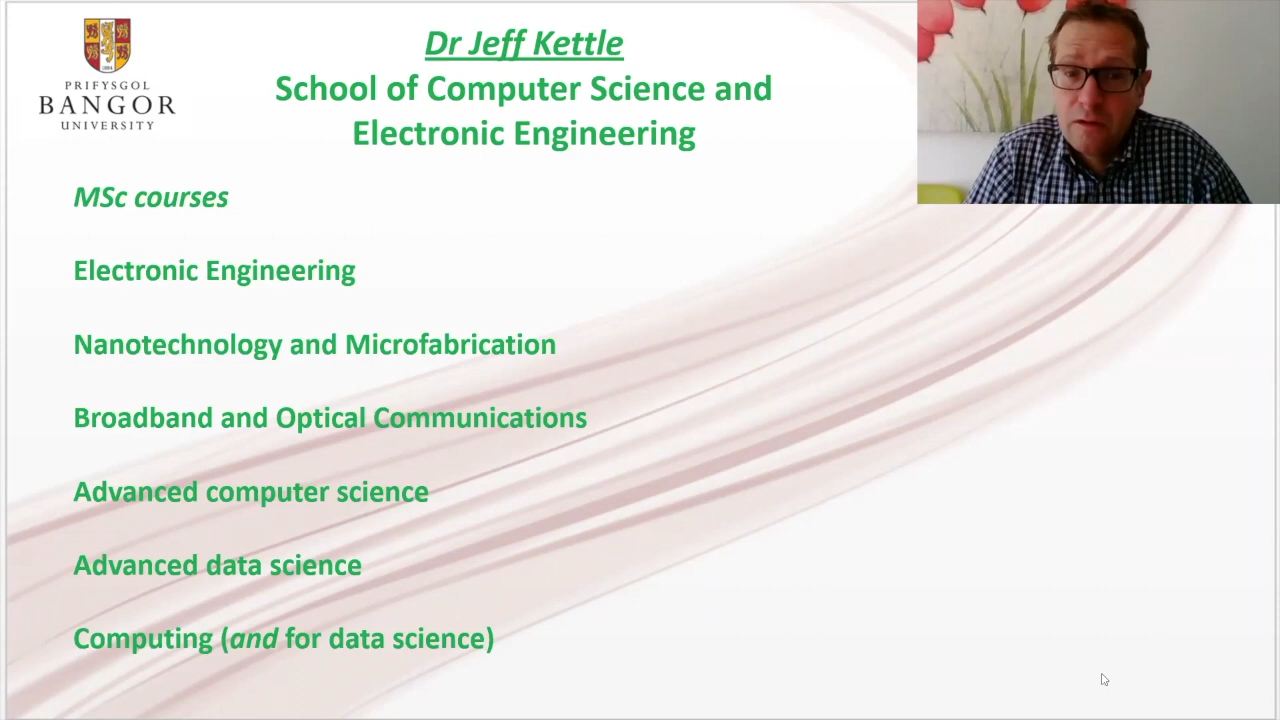 PRIFYSGOL
BANGOR
UNIVERSITY
Dr Jeff Kettle
School of Computer Science and
Electronic Engineering
MSc courses
Electronic Engineering
Nanotechnology and Microfabrication
Broadband and Optical Communications
Advanced computer science
Advanced data science
Computing (and for data science)